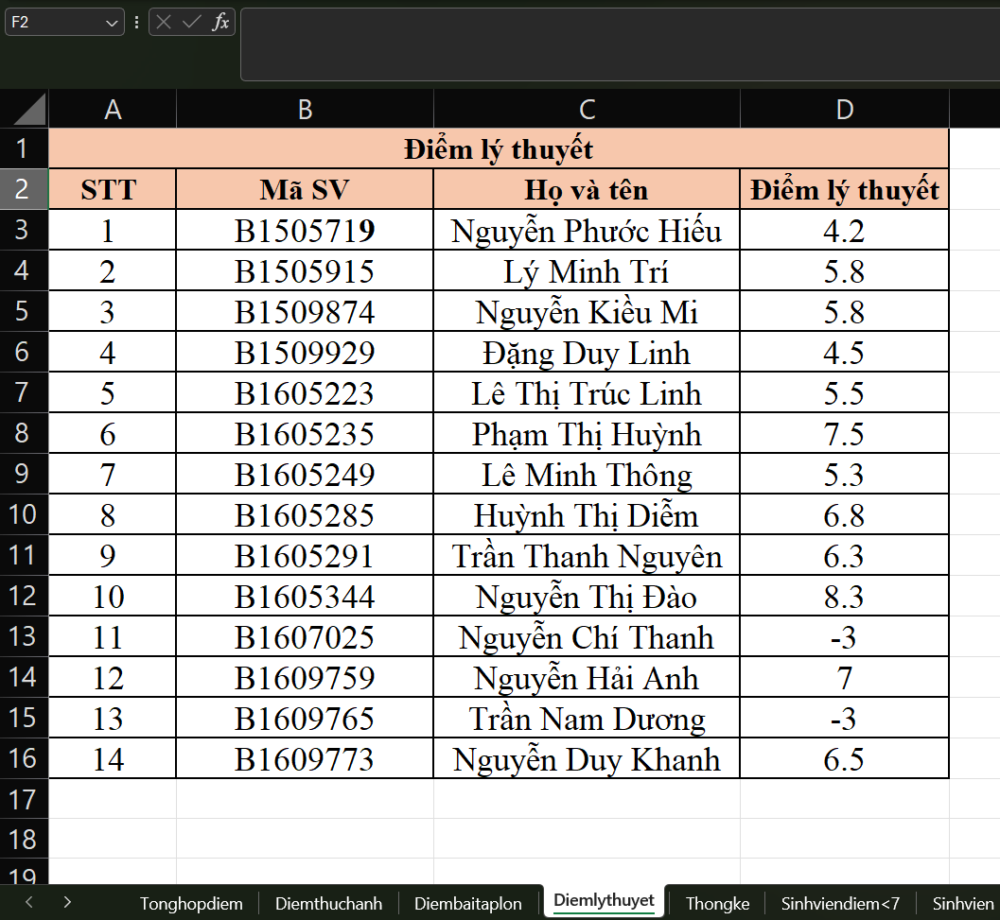 F2 fx
A B C D
1 Điểm lý thuyết
2 STT Mã SV Họ và tên Điểm lý thuyết
3 1 B1505719 Nguyễn Phước Hiếu 4.2
4 2 B1505915 Lý Minh Trí 5.8
5 3 B1509874 Nguyễn Kiều Mi 5.8
6 4 B1509929 Đặng Duy Linh 4.5
7 5 B1605223 Lê Thị Trúc Linh 5.5
8 6 B1605235 Phạm Thị Huỳnh 7.5
9 7 B1605249 Lê Minh Thông 5.3
10 8 B1605285 Huỳnh Thị Diễm 6.8
11 9 B1605291 Trần Thanh Nguyên 6.3
12 10 B1605344 Nguyễn Thị Đào 8.3
13 11 B1607025 Nguyễn Chí Thanh -3
14 12 B1609759 Nguyễn Hải Anh 7
15 13 B1609765 Trần Nam Dương -3
16 14 B1609773 Nguyễn Duy Khanh 6.5
17
18
19
Tonghopdiem Diemthuchanh Diembaitaplon Diemlythuyet Thongke Sinhviendiem<7 Sinhvien